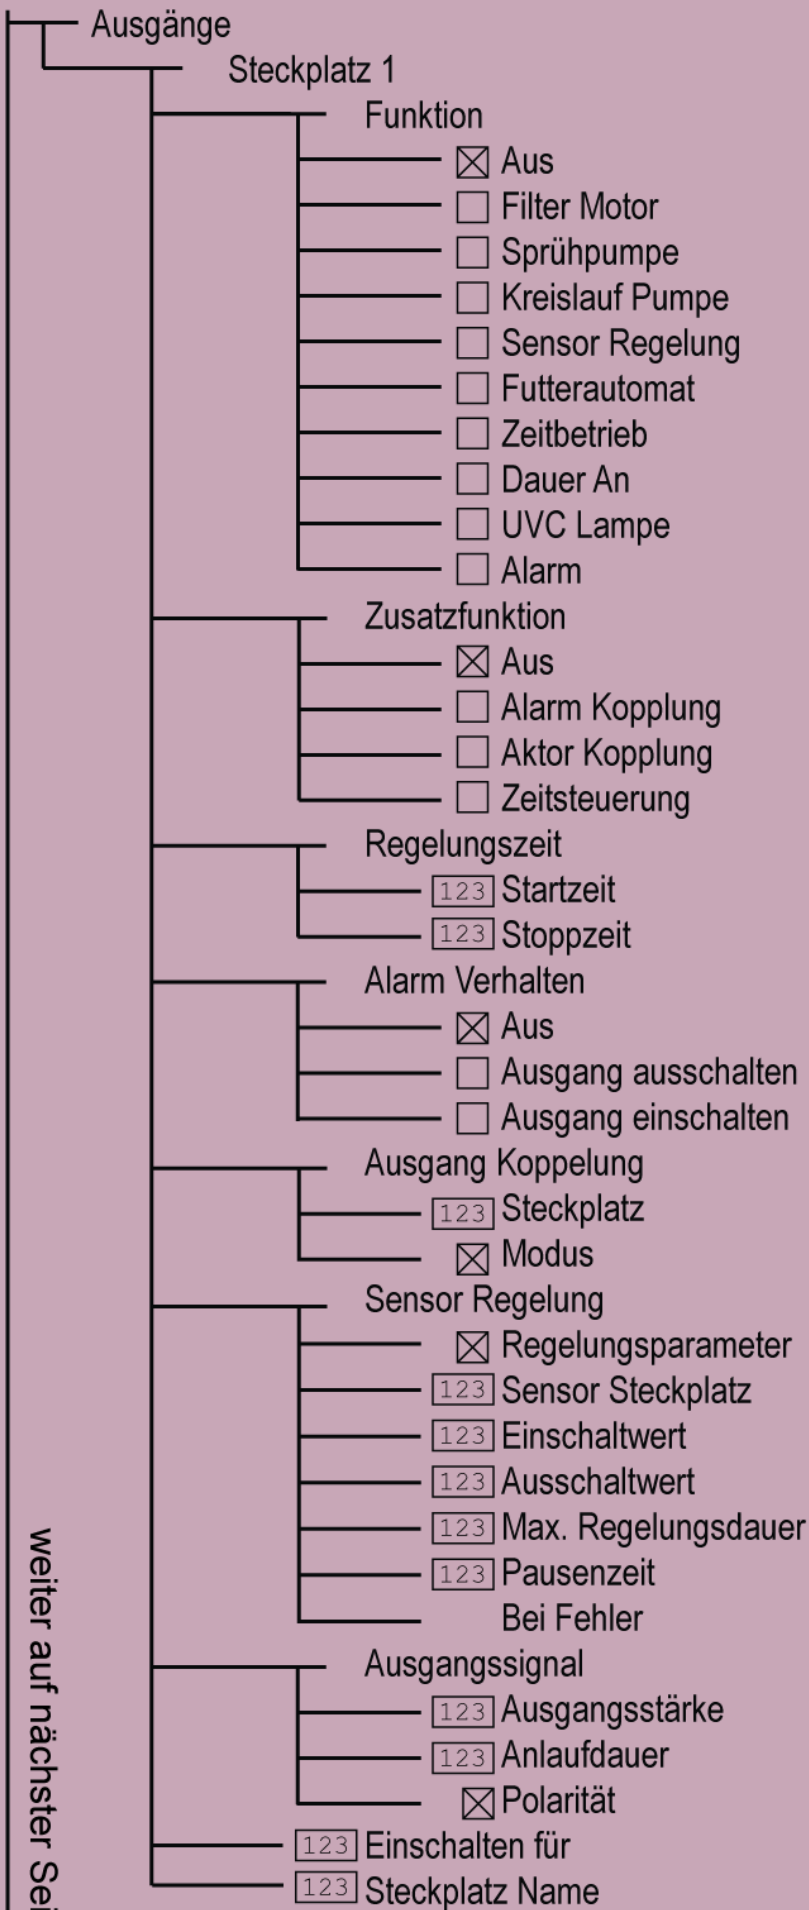 Ausgänge
Steckplatz 1
Funktion
Aus
Filter Motor
Sprühpumpe
Kreislauf Pumpe
Sensor Regelung
Futterautomat
Zeitbetrieb
Dauer An
UVC Lampe
Alarm
Zusatzfunktion
Aus
Alarm Kopplung
Aktor Kopplung
Zeitsteuerung
Regelungszeit
123 Startzeit
123 Stoppzeit
Alarm Verhalten
Aus
Ausgang ausschalten
Ausgang einschalten
Ausgang Koppelung
123 Steckplatz
Modus
Sensor Regelung
Regelungsparameter
123 Sensor Steckplatz
123 Einschaltwert
123 Ausschaltwert
123 Max. Regelungsdauer
123 Pausenzeit
Bei Fehler
Ausgangssignal
123 Ausgangsstärke
123 Anlaufdauer
Polarität
123 Einschalten für
123 Steckplatz Name
weiter auf nächster Sei